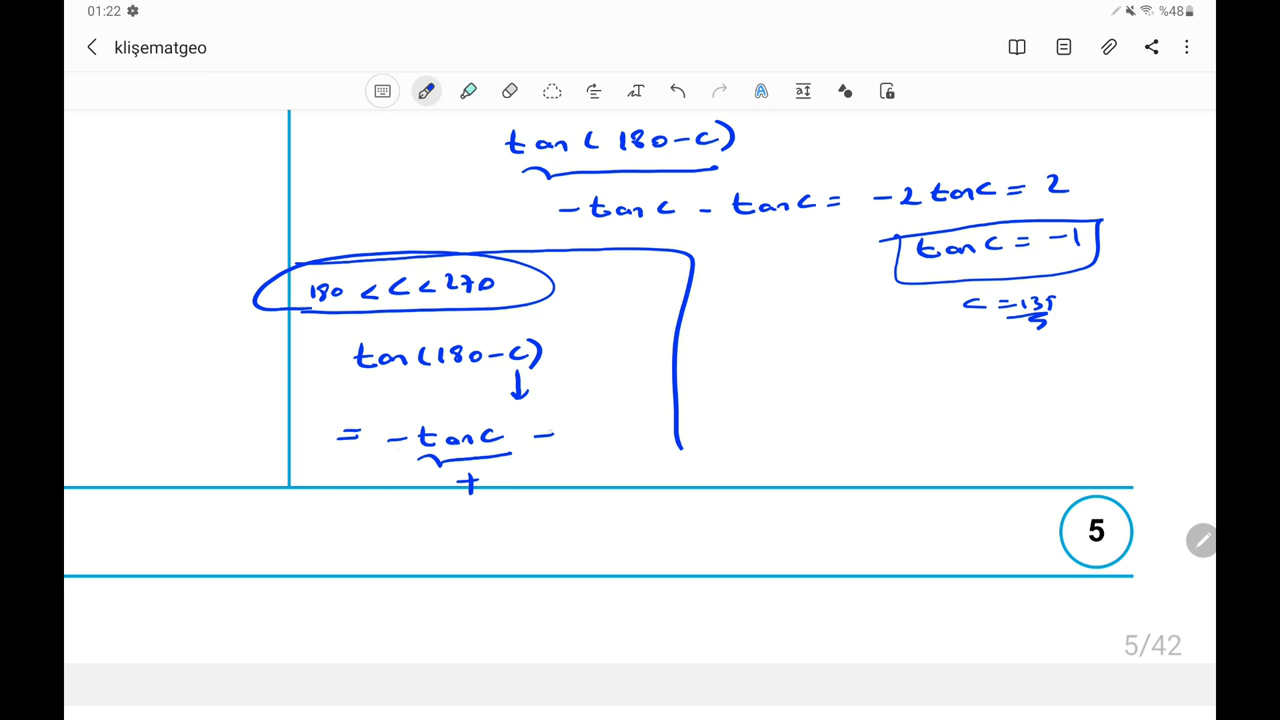 01:22
%48
klişematgeo
tan(180-c)
-tanc - tanc = -2tanc = 2
tanc = -1
c = 135
180 < c < 270
tan(180-c)
= -tanc -
+
5
5/42